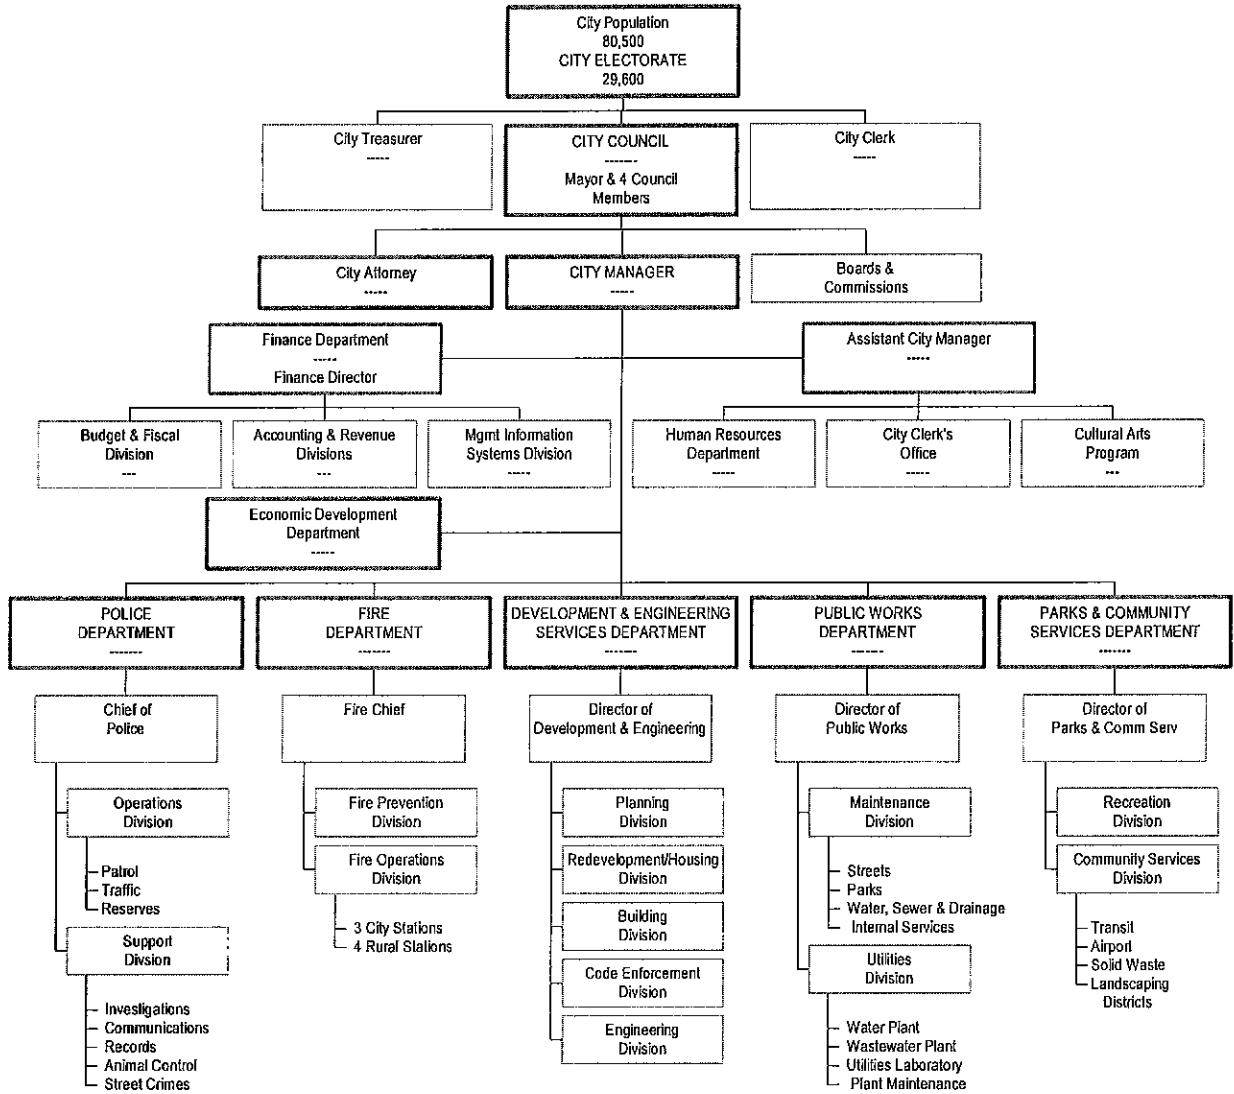 City Population
80,500
CITY ELECTORATE
29,600
City Treasurer
-----
CITY COUNCIL
-------
Mayor & 4 Council
Members
City Clerk
-----
City Attorney
-----
CITY MANAGER
-----
Boards &
Commissions
Finance Department
-----
Finance Director
Assistant City Manager
-----
Budget & Fiscal
Division
---
Accounting & Revenue
Divisions
---
Mgmt Information
Systems Division
-----
Human Resources
Department
-----
City Clerk's
Office
-----
Cultural Arts
Program
---
Economic Development
Department
-----
POLICE
DEPARTMENT
-------
FIRE
DEPARTMENT
-------
DEVELOPMENT & ENGINEERING
SERVICES DEPARTMENT
-------
PUBLIC WORKS
DEPARTMENT
-------
PARKS & COMMUNITY
SERVICES DEPARTMENT
-------
Chief of
Police
Operations
Division
Patrol
Traffic
Reserves
Support
Divsion
Investigations
Communications
Records
Animal Control
Street Crimes
Fire Chief
Fire Prevention
Division
Fire Operations
Division
3 City Stations
4 Rural Stations
Director of
Development & Engineering
Planning
Division
Redevelopment/Housing
Division
Building
Division
Code Enforcement
Division
Engineering
Division
Director of
Public Works
Maintenance
Division
Streets
Parks
Water, Sewer & Drainage
Internal Services
Utilities
Division
Water Plant
Wastewater Plant
Utilities Laboratory
Plant Maintenance
Director of
Parks & Comm Serv
Recreation
Division
Community Services
Division
Transit
Airport
Solid Waste
Landscaping
Districts